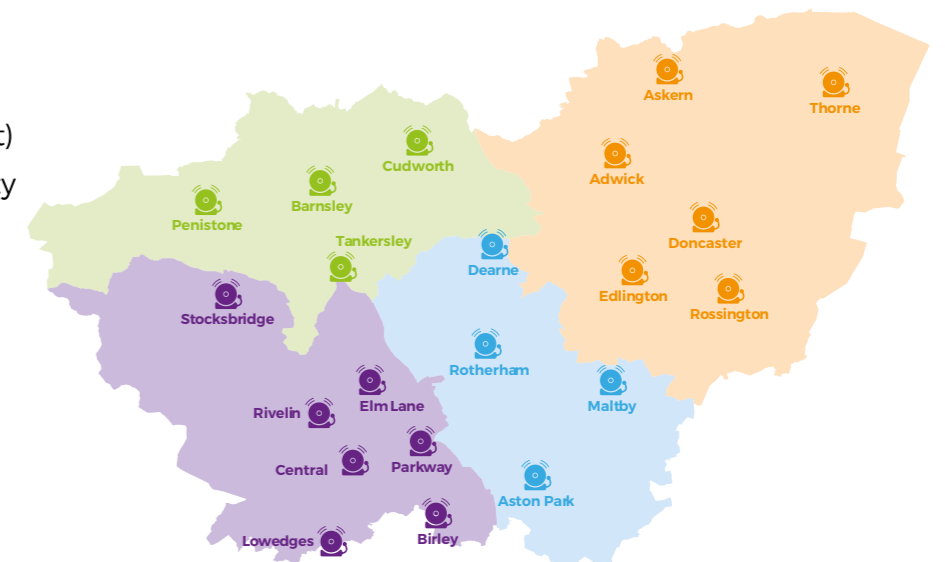 t)
y
Askern
Thorne
Cudworth
Adwick
Barnsley
Penistone
Tankersley
Doncaster
Dearne
Edlington
Rossington
Stocksbridge
Rotherham
Elm Lane
Maltby
Rivelin
Central
Parkway
Aston Park
Lowedges
Birley